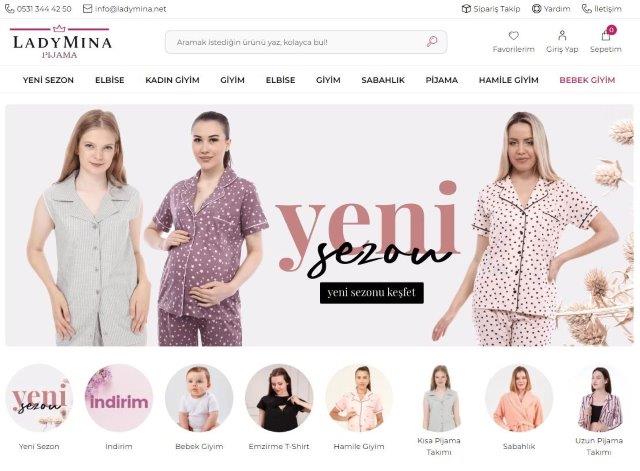 0531 344 42 50
info@ladymina.net
Sipariş Takip
Yardım
İletişim
LADYMINA
PİJAMA
Aramak istediğin ürünü yaz, kolayca bul!
Favorilerim
Giriş Yap
0
Sepetim
YENİ SEZON
ELBİSE
KADIN GİYİM
GİYİM
ELBİSE
GİYİM
SABAHLIK
PİJAMA
HAMİLE GİYİM
BEBEK GİYİM
yeni
sezon
yeni sezonu keşfet
yeni
sezon
indirim
Yeni Sezon
İndirim
Bebek Giyim
Emzirme T-Shirt
Hamile Giyim
Kısa Pijama
Takımı
Sabahlık
Uzun Pijama
Takımı